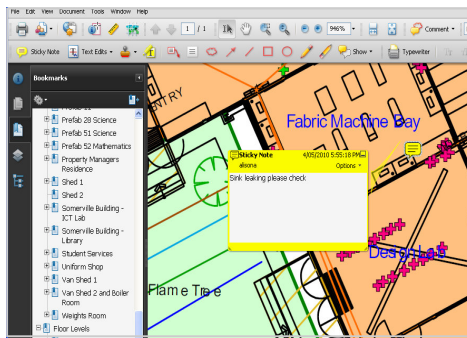 File Edit View Document Tools Window Help
1 / 1 946% Comment
Sticky Note Text Edits Show Typewriter
Bookmarks
Prefab 28 Science
Prefab 51 Science
Prefab 52 Mathematics
Property Managers
Residence
Shed 1
Shed 2
Somerville Building -
ICT Lab
Somerville Building -
Library
Student Services
Uniform Shop
Van Shed 1
Van Shed 2 and Boiler
Room
Weights Room
Floor Levels
ENTRY
Fabric Machine Bay
Sticky Note 4/05/2010 5:55:18 PM
alisona Options
Sink leaking please check
Design Lab
Flame Tree